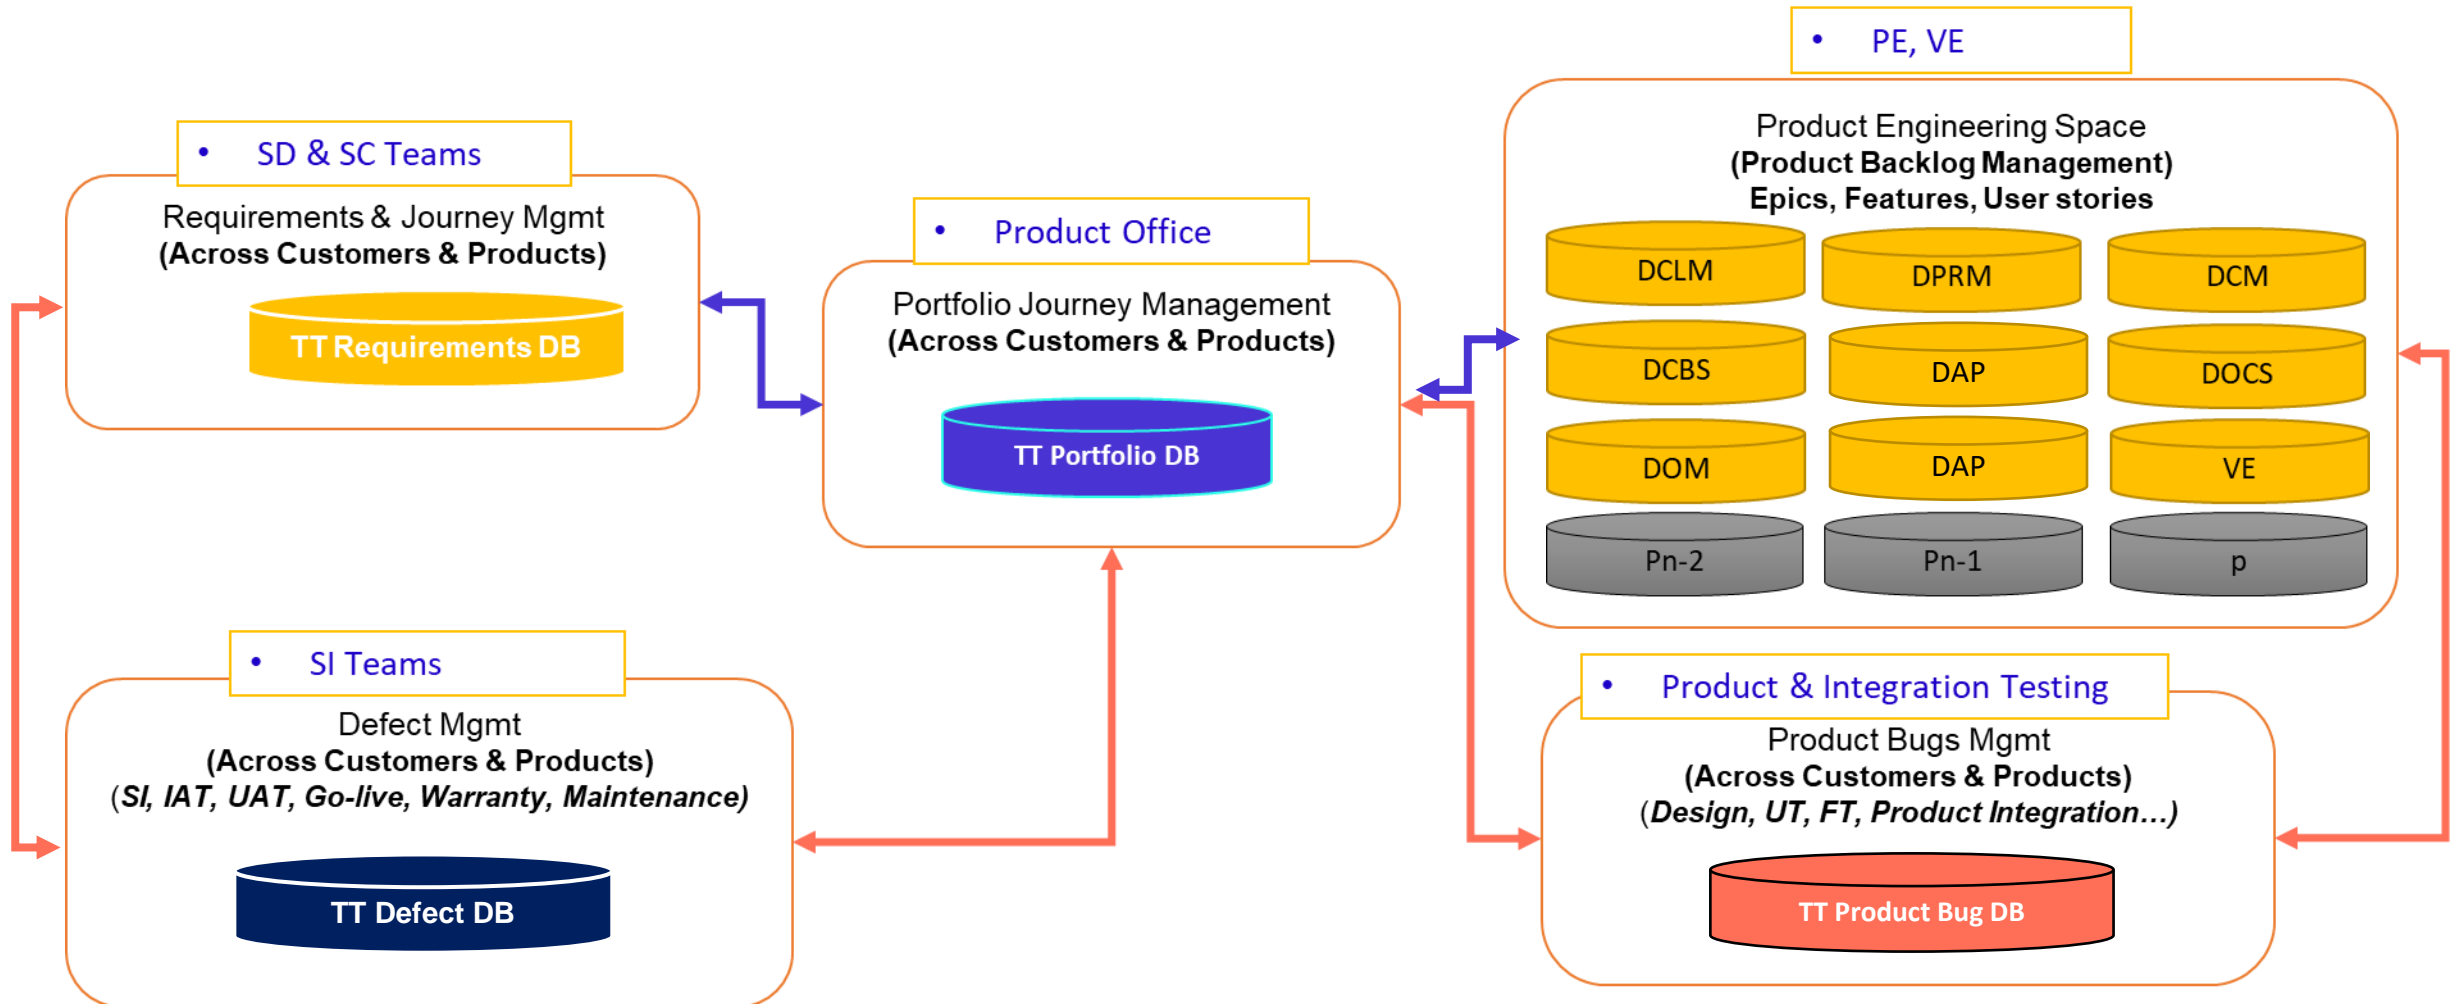 • PE, VE
Product Engineering Space
(Product Backlog Management)
Epics, Features, User stories
DCLM
DPRM
DCM
DCBS
DAP
DOCS
DOM
DAP
VE
Pn-2
Pn-1
p
• SD & SC Teams
Requirements & Journey Mgmt
(Across Customers & Products)
TT Requirements DB
• Product Office
Portfolio Journey Management
(Across Customers & Products)
TT Portfolio DB
• SI Teams
Defect Mgmt
(Across Customers & Products)
(SI, IAT, UAT, Go-live, Warranty, Maintenance)
TT Defect DB
• Product & Integration Testing
Product Bugs Mgmt
(Across Customers & Products)
(Design, UT, FT, Product Integration...)
TT Product Bug DB